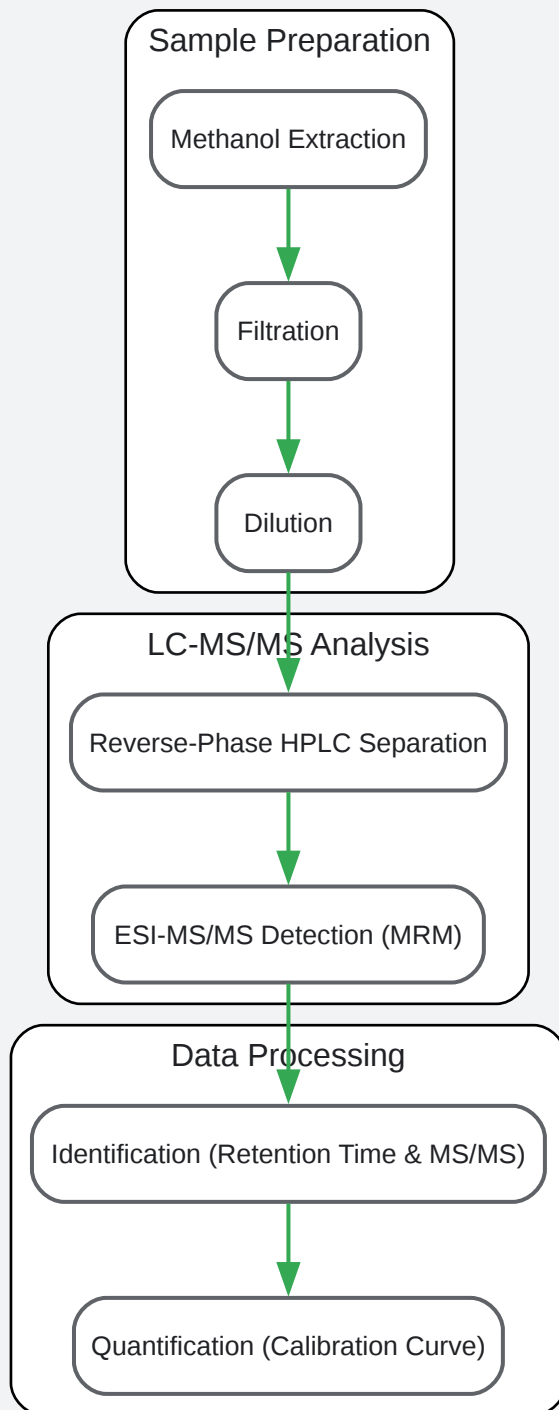 Sample Preparation
Methanol Extraction
Filtration
Dilution
LC-MS/MS Analysis
Reverse-Phase HPLC Separation
ESI-MS/MS Detection (MRM)
Data Processing
Identification (Retention Time & MS/MS)
Quantification (Calibration Curve)